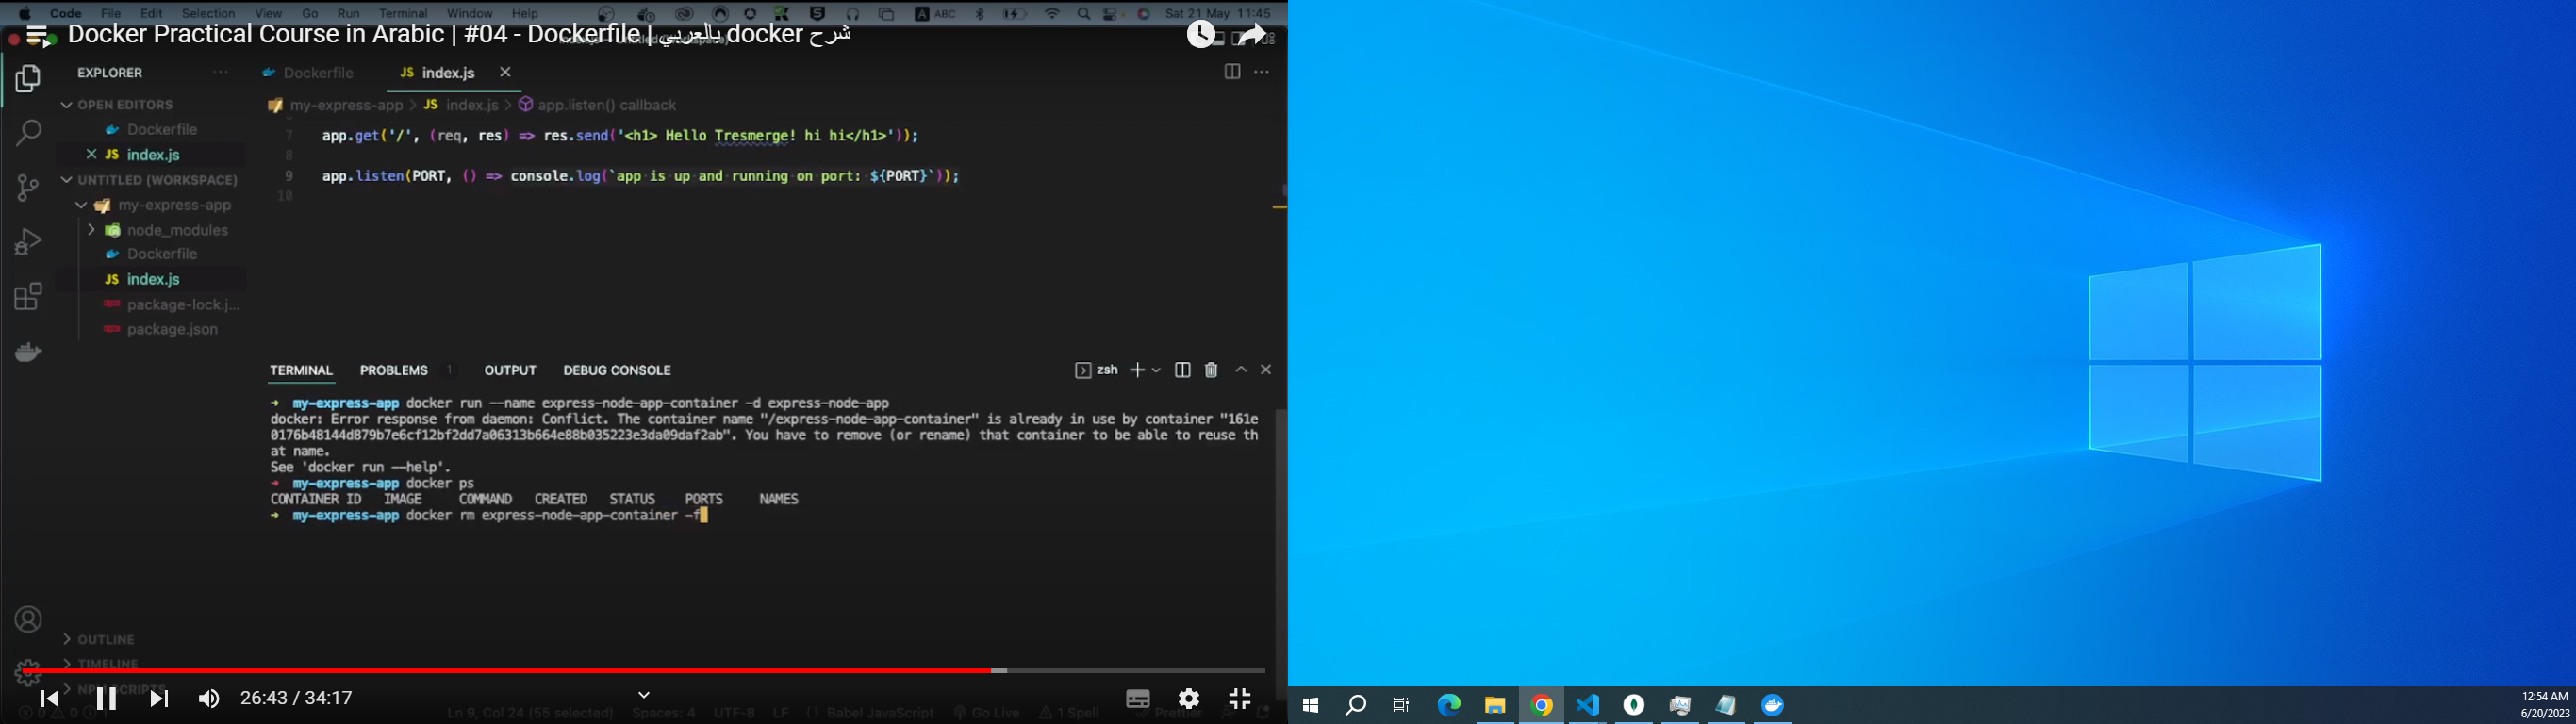 Code File Edit Selection View Go Run Terminal Window Help ABC Sat 21 May 11:45
Docker Practical Course in Arabic | #04 - Dockerfile | شرح docker بالعربي
EXPLORER
Dockerfile
JS index.js
OPEN EDITORS
my-express-app > JS index.js > app.listen() callback
Dockerfile
7 app.get('/', (req, res) => res.send('<h1> Hello Tresmerge! hi hi</h1>'));
JS index.js
8
UNTITLED (WORKSPACE)
9 app.listen(PORT, () => console.log(`app is up and running on port: ${PORT}`));
10
my-express-app
node_modules
Dockerfile
JS index.js
package-lock.j...
package.json
TERMINAL PROBLEMS 1 OUTPUT DEBUG CONSOLE
zsh
→ my-express-app docker run --name express-node-app-container -d express-node-app
docker: Error response from daemon: Conflict. The container name "/express-node-app-container" is already in use by container "161e
0176b48144d879b7e6cf12bf2dd7a06313b664e88b035223e3da09daf2ab". You have to remove (or rename) that container to be able to reuse th
at name.
See 'docker run --help'.
→ my-express-app docker ps
CONTAINER ID IMAGE COMMAND CREATED STATUS PORTS NAMES
→ my-express-app docker rm express-node-app-container -f
OUTLINE
TIMELINE
NPM SCRIPTS
26:43 / 34:17
Ln 9, Col 24 (55 selected) Spaces: 4 UTF-8 LF Babel JavaScript Go Live 1 Spell Prettier
12:54 AM
6/20/2023